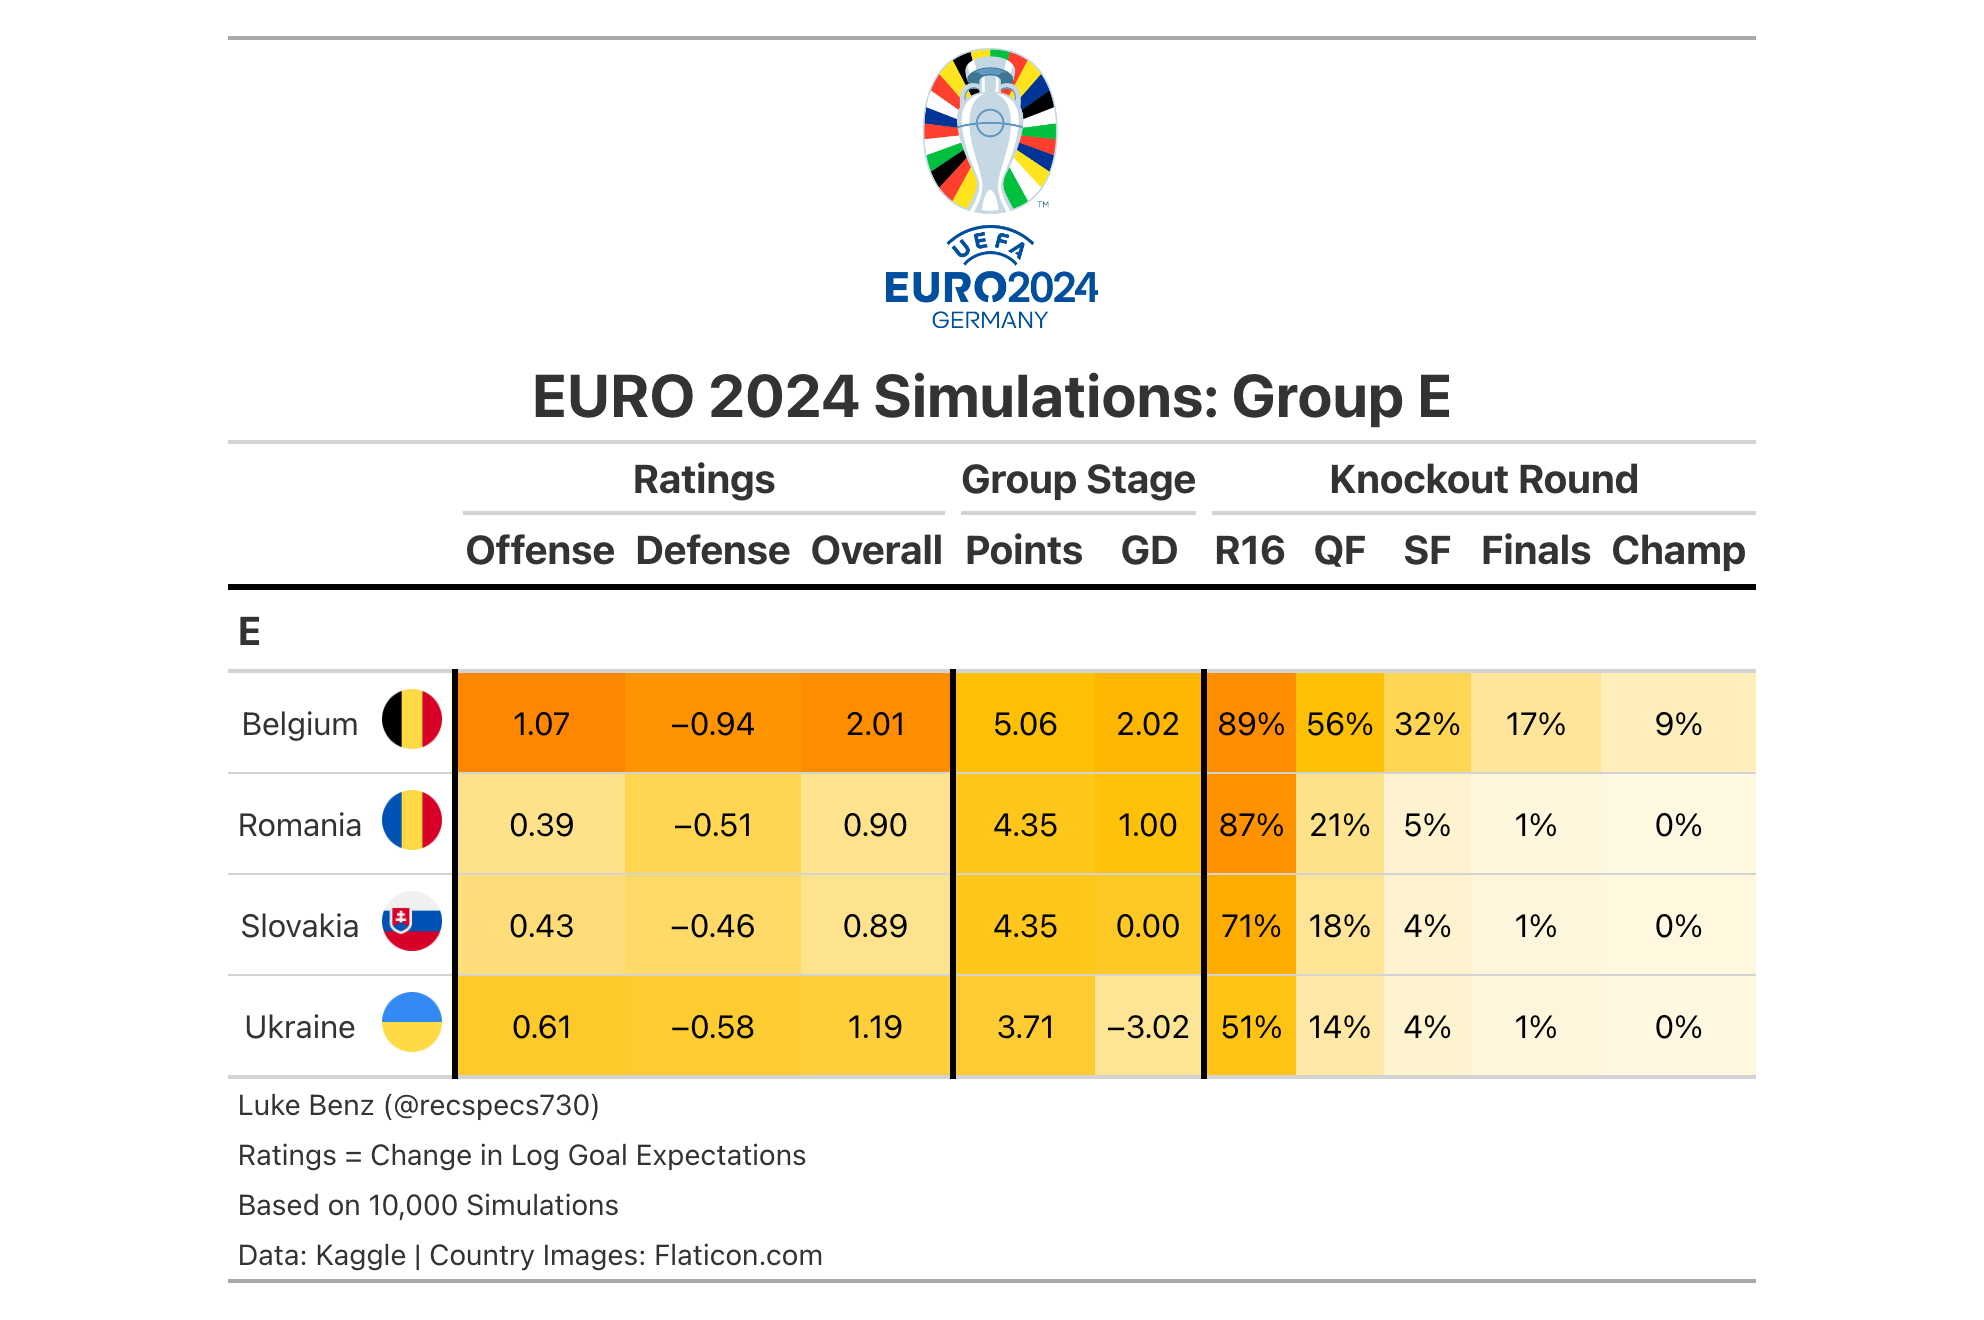 ™
UEFA
EURO2024
GERMANY
EURO 2024 Simulations: Group E
Ratings Group Stage Knockout Round
Offense Defense Overall Points GD R16 QF SF Finals Champ
E
Belgium 1.07 −0.94 2.01 5.06 2.02 89% 56% 32% 17% 9%
Romania 0.39 −0.51 0.90 4.35 1.00 87% 21% 5% 1% 0%
Slovakia 0.43 −0.46 0.89 4.35 0.00 71% 18% 4% 1% 0%
Ukraine 0.61 −0.58 1.19 3.71 −3.02 51% 14% 4% 1% 0%
Luke Benz (@recspecs730)
Ratings = Change in Log Goal Expectations
Based on 10,000 Simulations
Data: Kaggle | Country Images: Flaticon.com